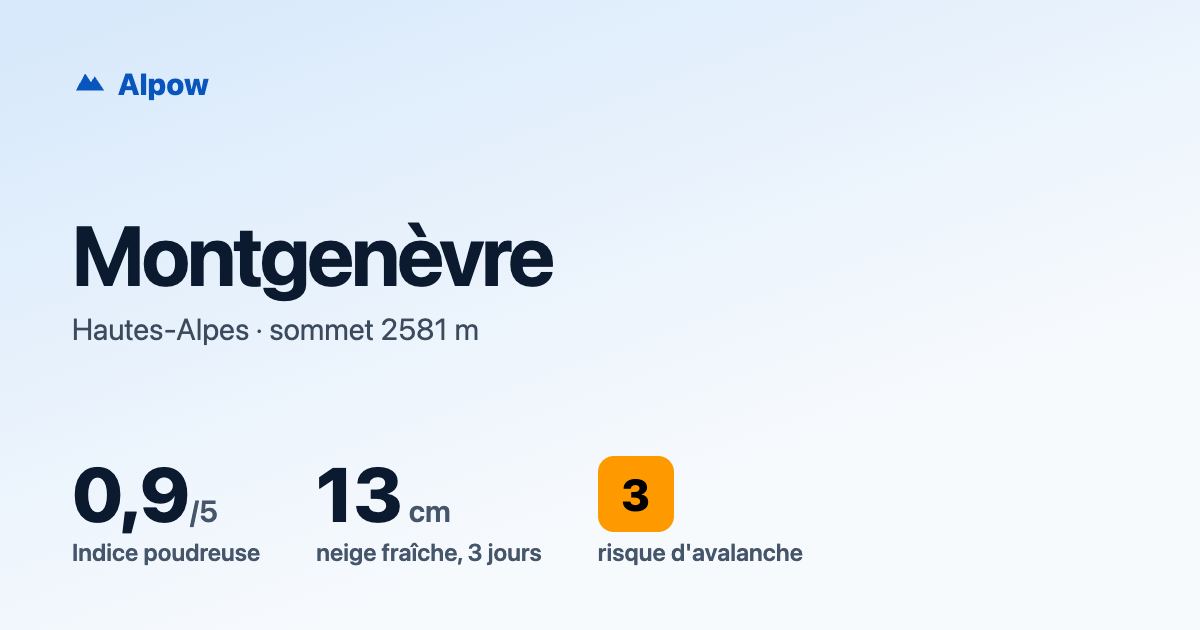 Alpow
Montgenèvre
Hautes-Alpes · sommet 2581 m
0,9/5
Indice poudreuse
13 cm
neige fraîche, 3 jours
3
risque d'avalanche